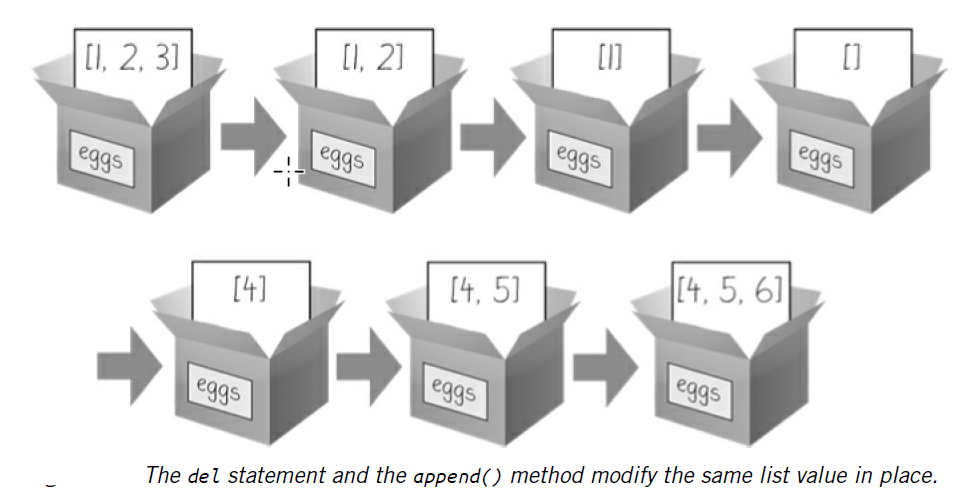 [1, 2, 3] [1, 2] [1] []
eggs eggs eggs eggs
[4] [4, 5] [4, 5, 6]
eggs eggs eggs
The del statement and the append() method modify the same list value in place.